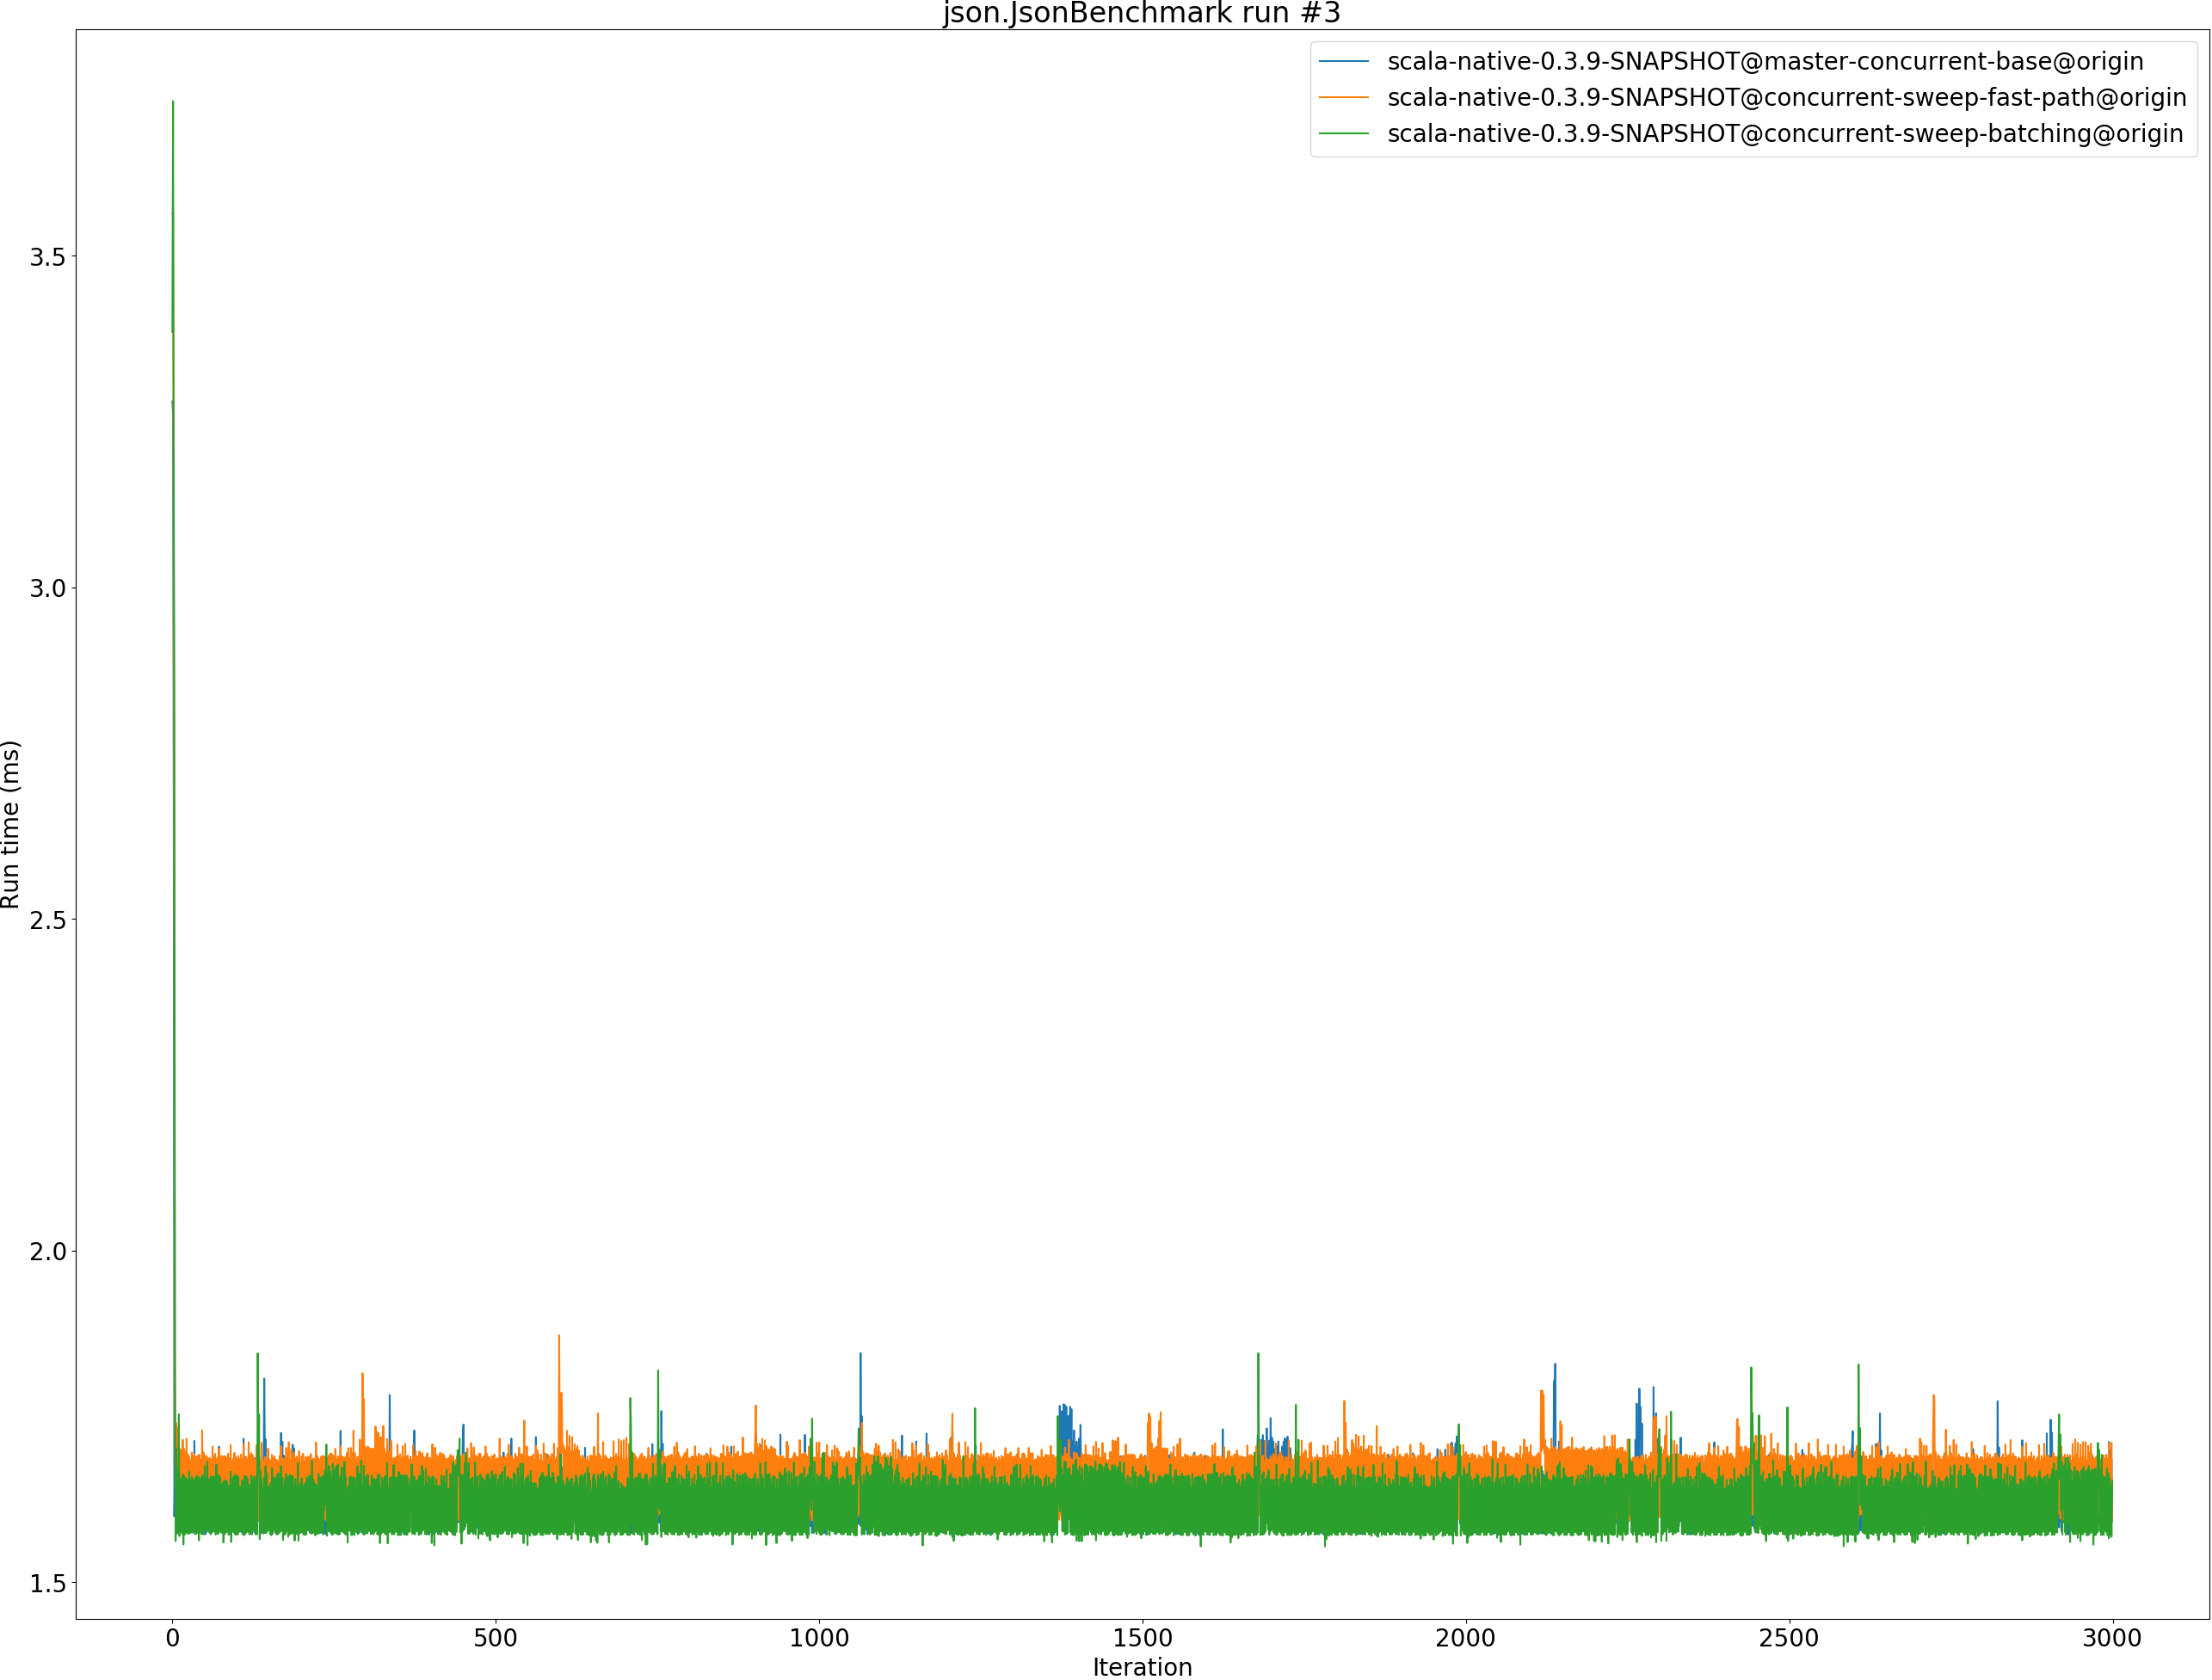 json.JsonBenchmark run #3
scala-native-0.3.9-SNAPSHOT@master-concurrent-base@origin
scala-native-0.3.9-SNAPSHOT@concurrent-sweep-fast-path@origin
scala-native-0.3.9-SNAPSHOT@concurrent-sweep-batching@origin
3.5
3.0
2.5
2.0
1.5
Run time (ms)
0 500 1000 1500 2000 2500 3000
Iteration